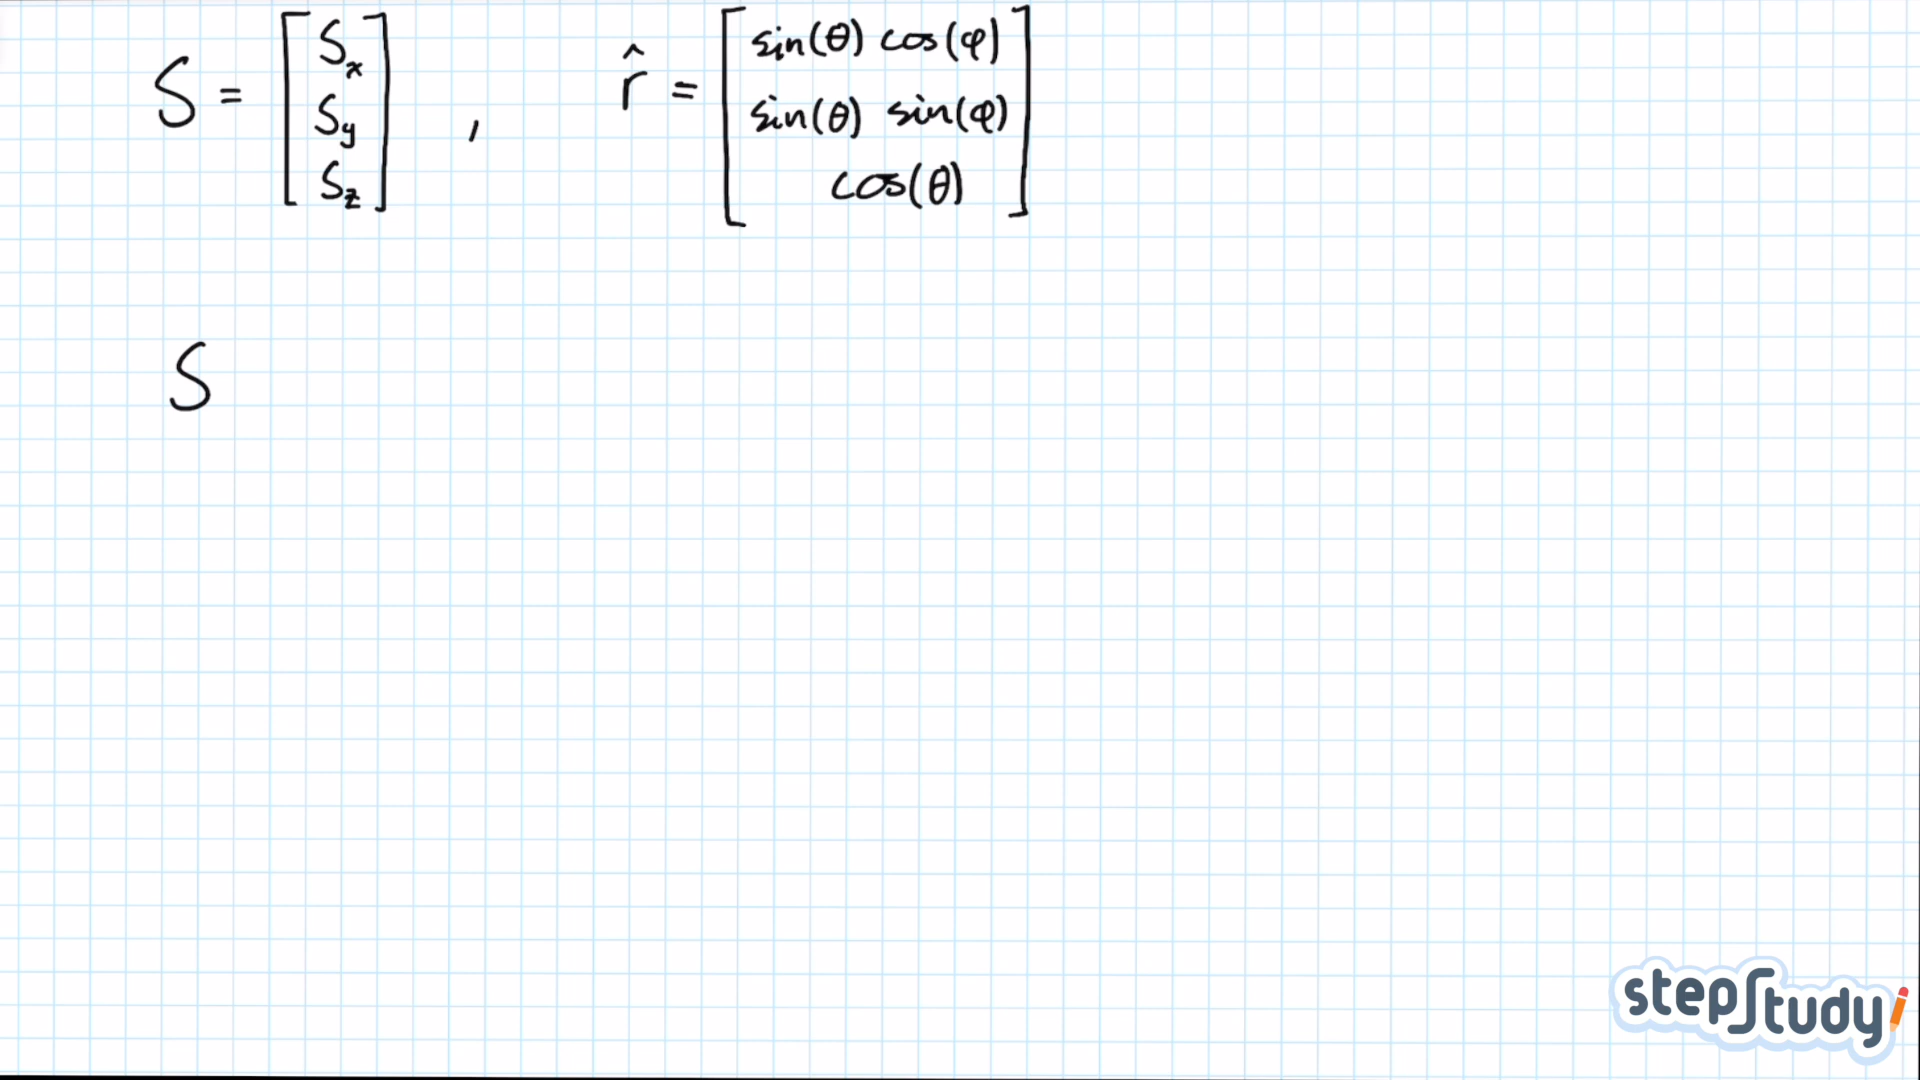 S = [ S_x S_y S_z ] , r̂ = [ sin(θ) cos(φ) sin(θ) sin(φ) cos(θ) ]
S
stepStudy